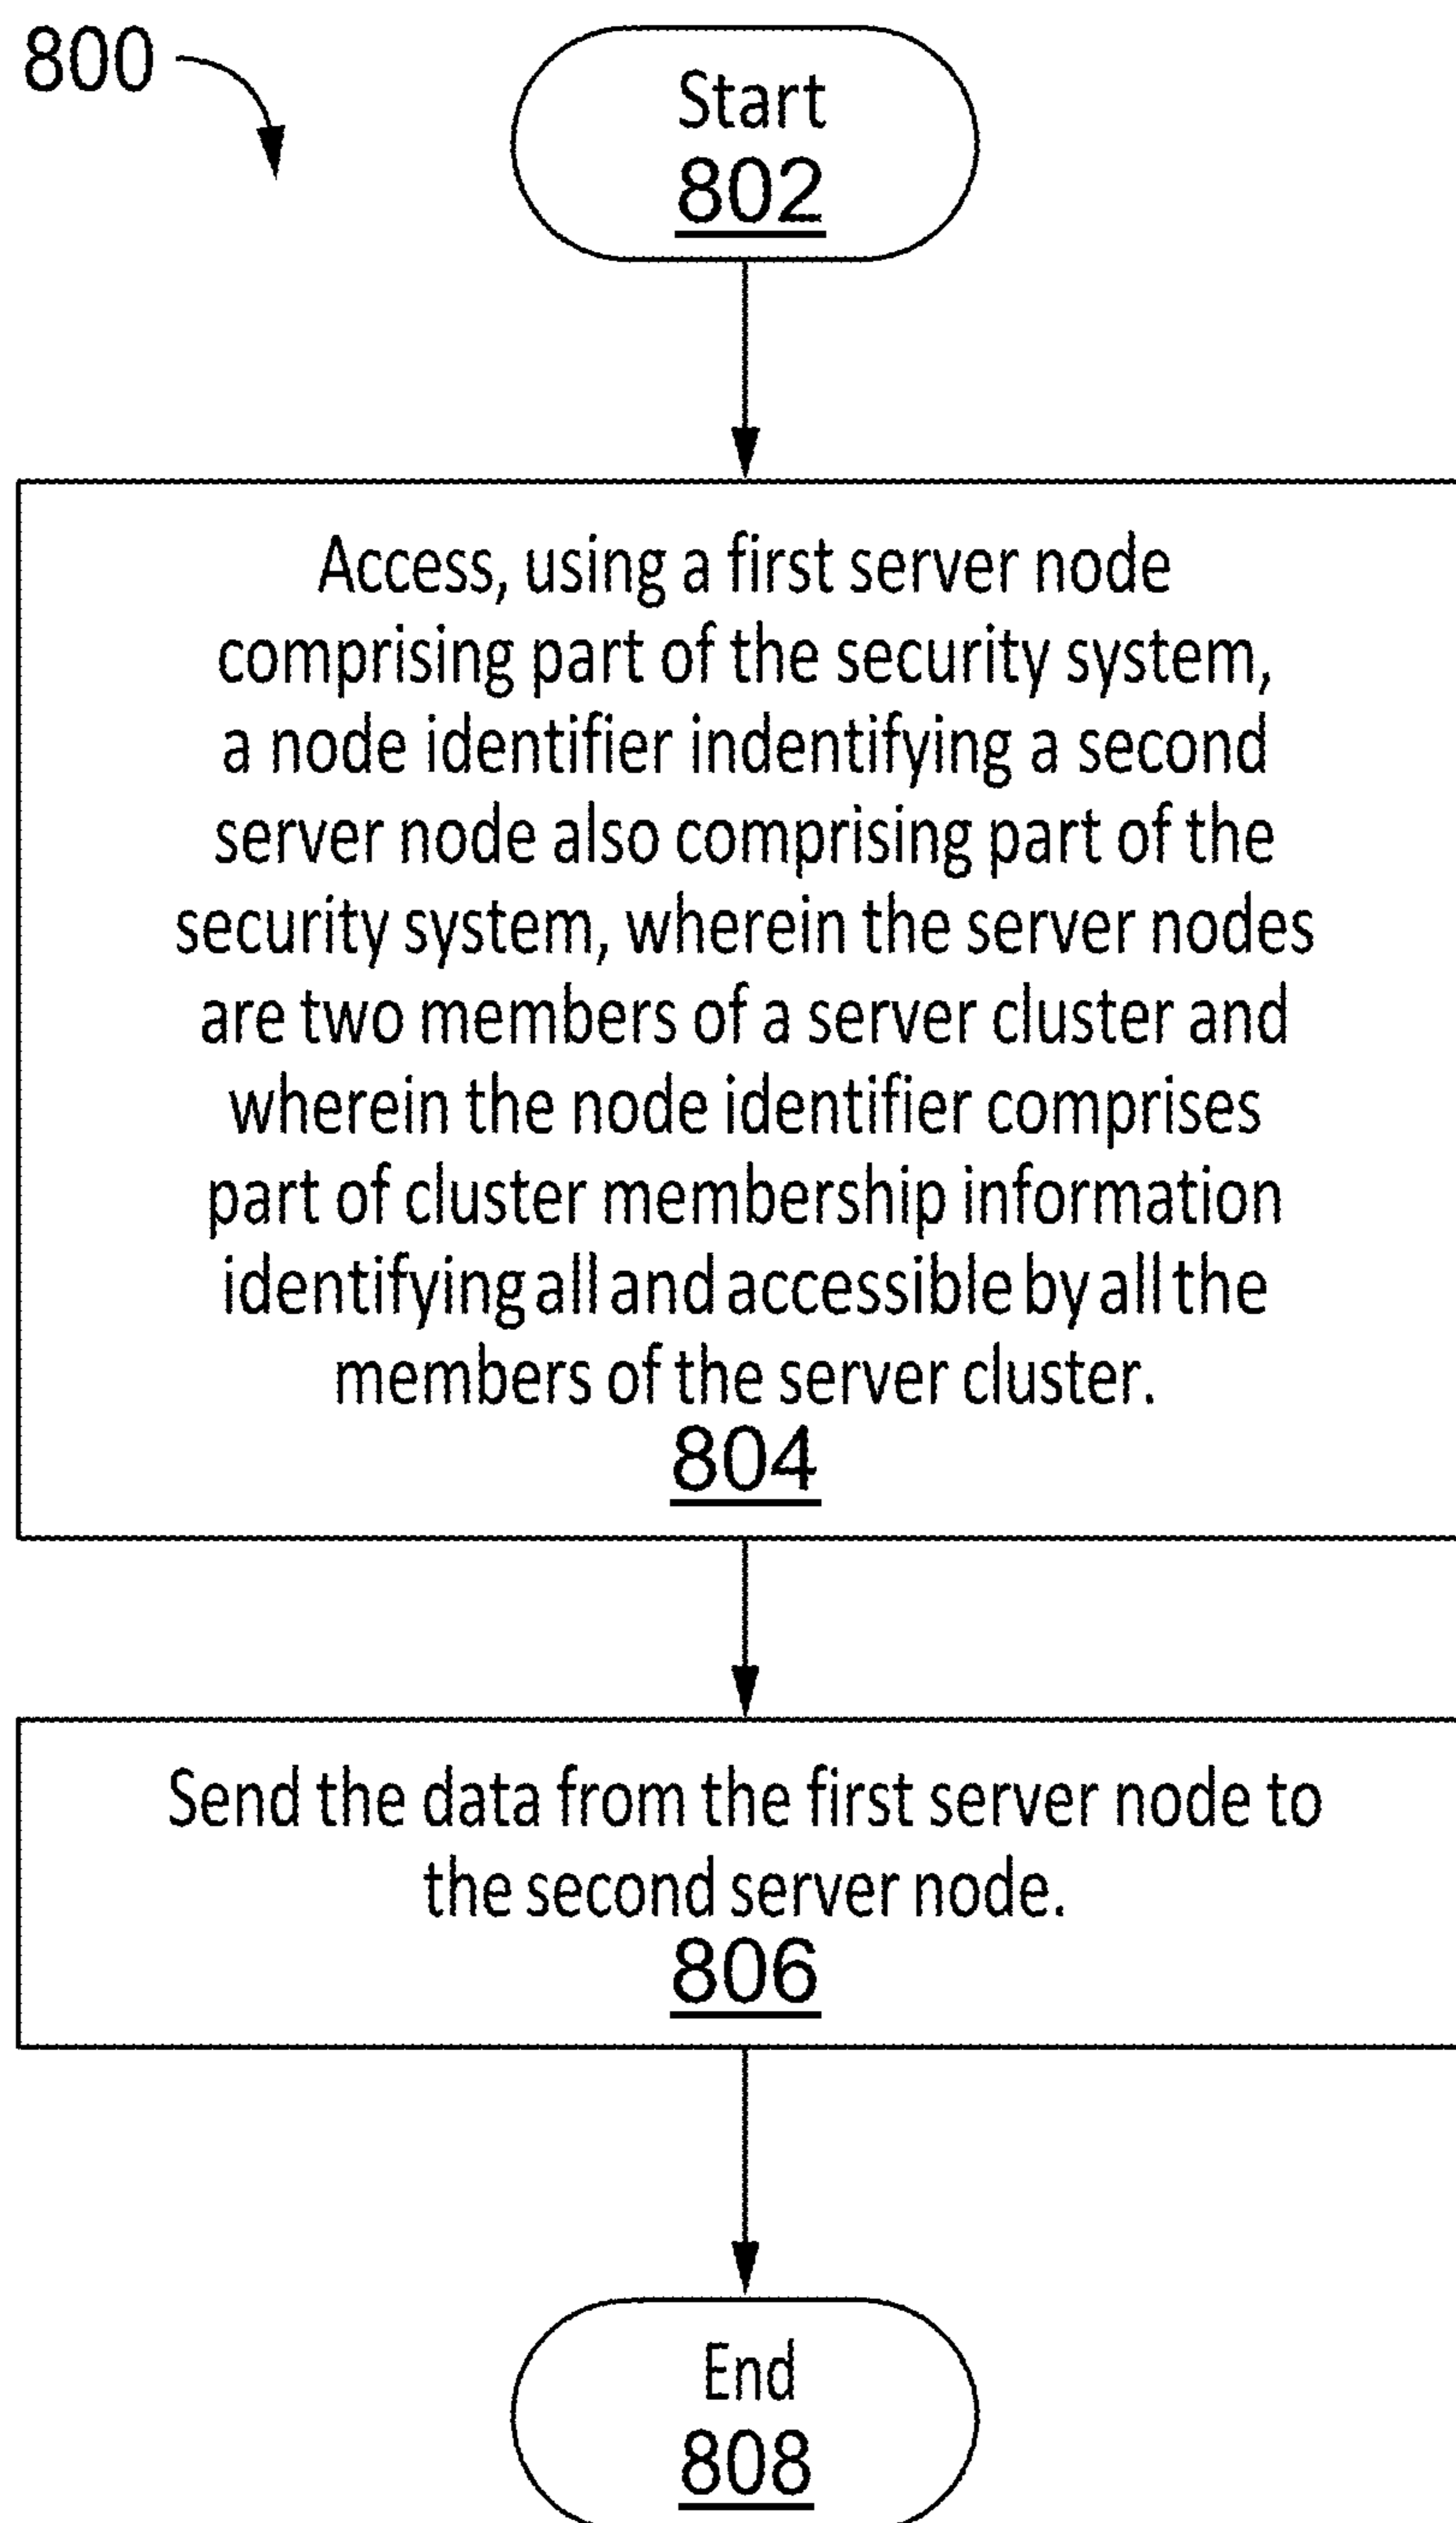 800
Start
802
Access, using a first server node
comprising part of the security system,
a node identifier indentifying a second
server node also comprising part of the
security system, wherein the server nodes
are two members of a server cluster and
wherein the node identifier comprises
part of cluster membership information
identifying all and accessible by all the
members of the server cluster.
804
Send the data from the first server node to
the second server node.
806
End
808